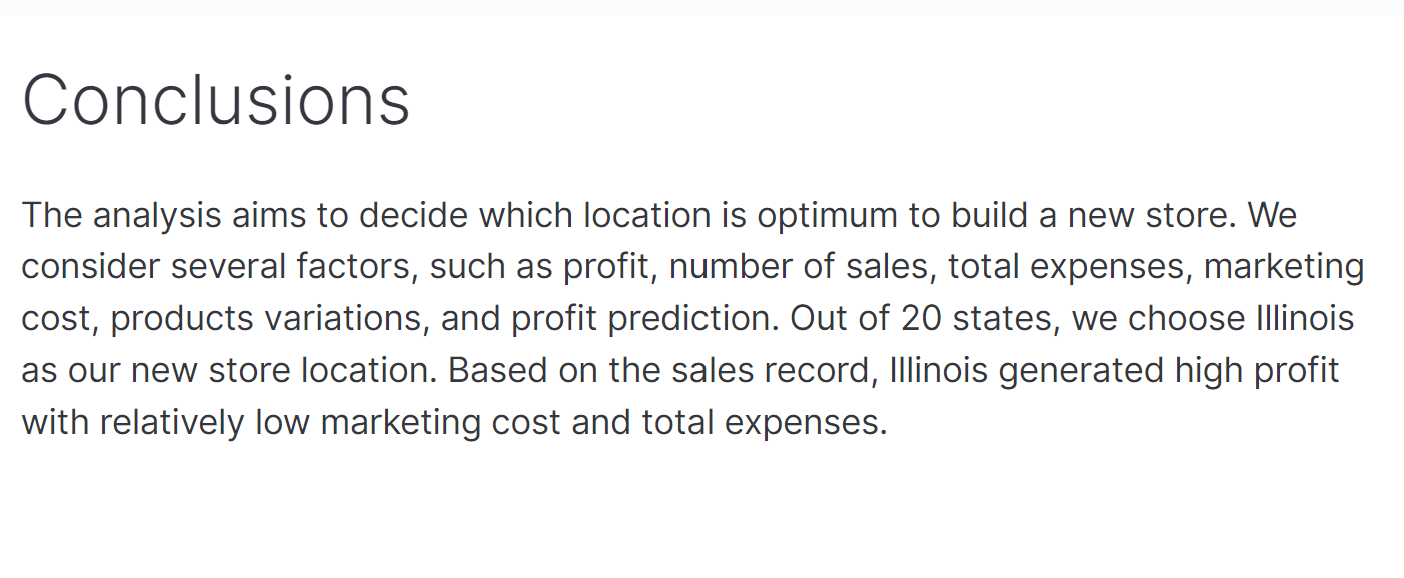 Conclusions
The analysis aims to decide which location is optimum to build a new store. We
consider several factors, such as profit, number of sales, total expenses, marketing
cost, products variations, and profit prediction. Out of 20 states, we choose Illinois
as our new store location. Based on the sales record, Illinois generated high profit
with relatively low marketing cost and total expenses.